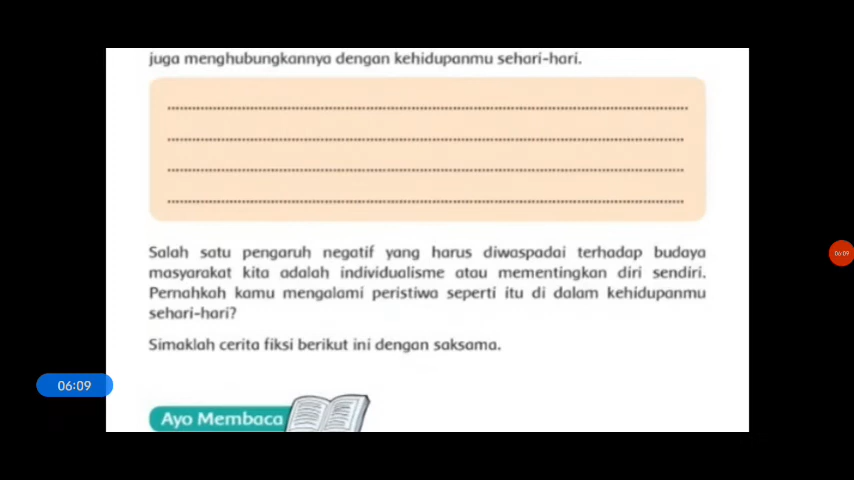 juga menghubungkannya dengan kehidupanmu sehari-hari.
Salah satu pengaruh negatif yang harus diwaspadai terhadap budaya
masyarakat kita adalah individualisme atau mementingkan diri sendiri.
Pernahkah kamu mengalami peristiwa seperti itu di dalam kehidupanmu
sehari-hari?
Simaklah cerita fiksi berikut ini dengan saksama.
06:09
06:09
Ayo Membaca